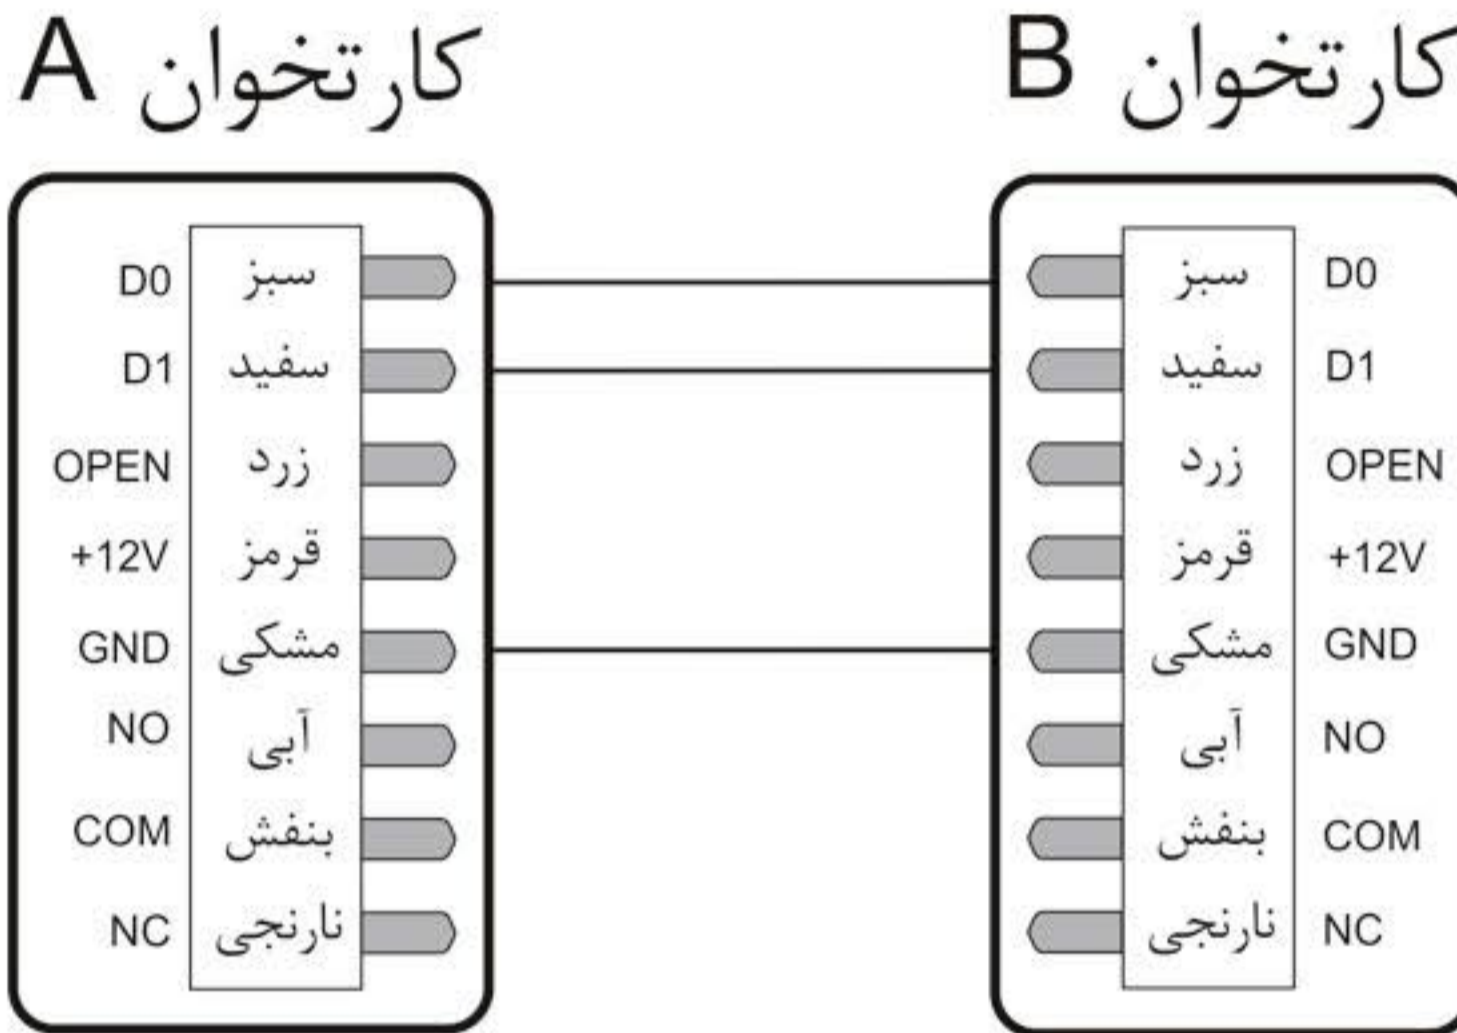 کارتخوان A
کارتخوان B
D0 سبز
D1 سفید
OPEN زرد
+12V قرمز
GND مشکی
NO آبی
COM بنفش
NC نارنجی
سبز D0
سفید D1
زرد OPEN
قرمز +12V
مشکی GND
آبی NO
بنفش COM
نارنجی NC